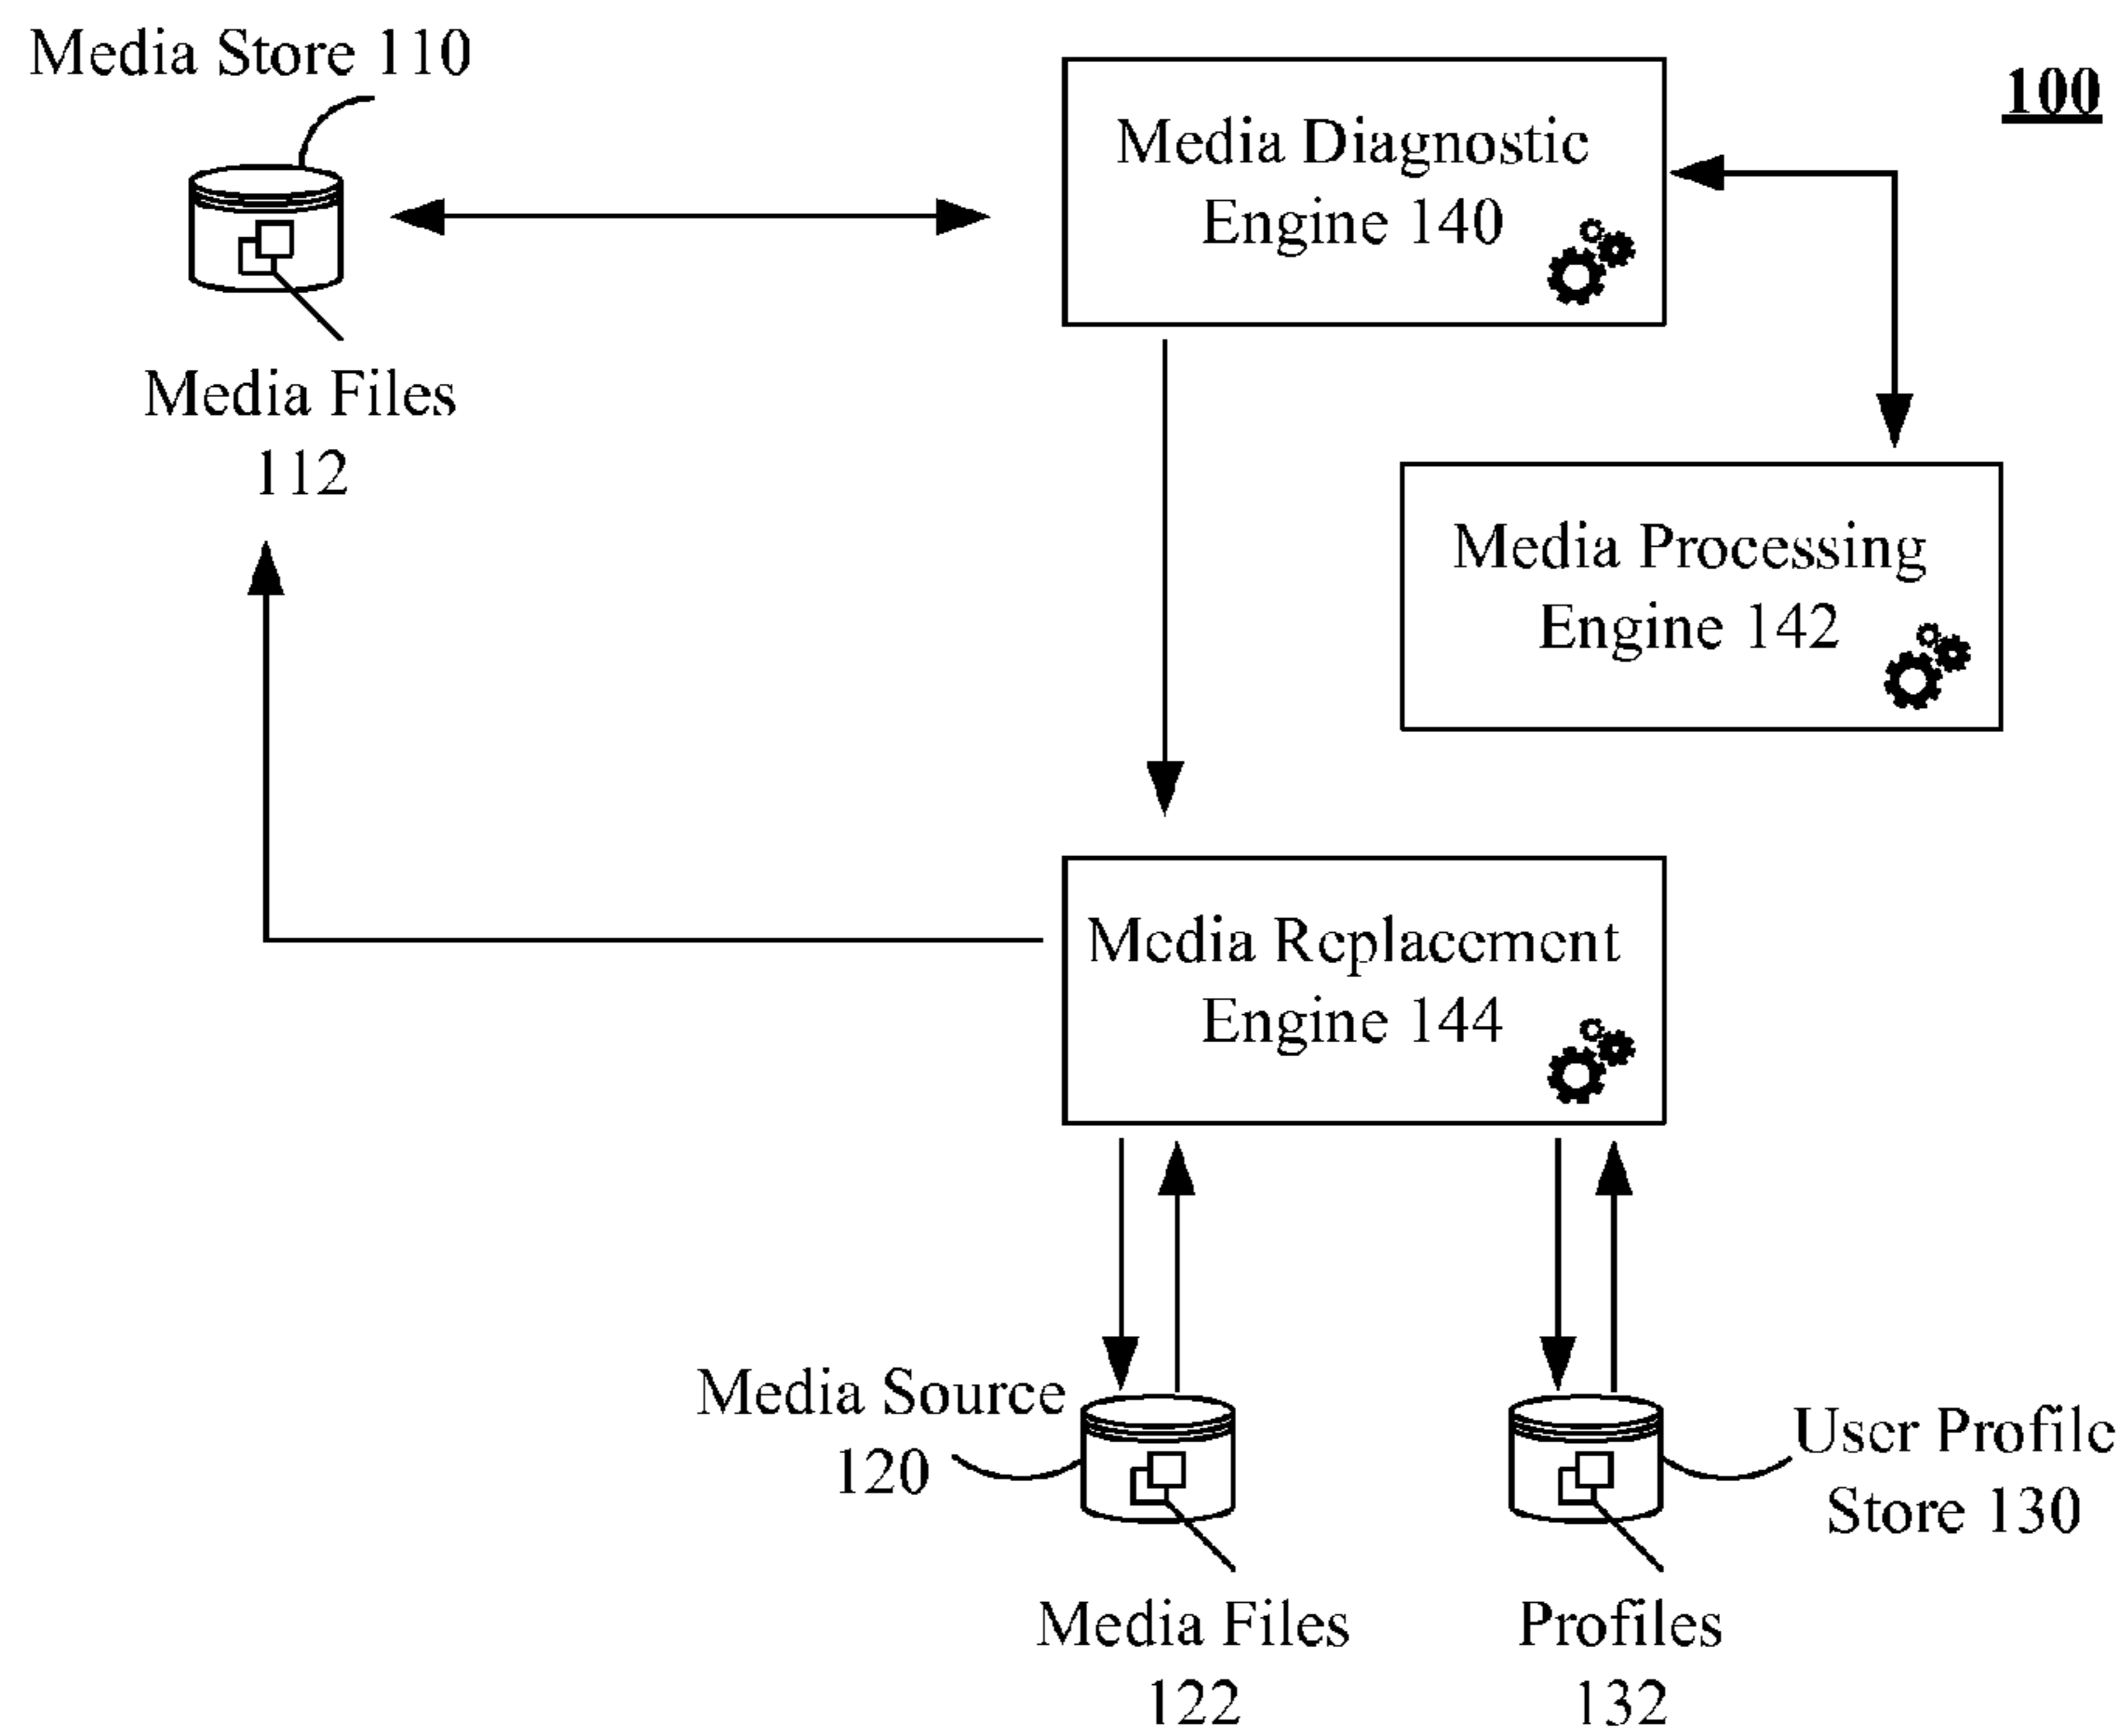 Media Store 110
100
Media Diagnostic
Engine 140
Media Files
112
Media Processing
Engine 142
Media Replacement
Engine 144
Media Source
120
User Profile
Store 130
Media Files
122
Profiles
132